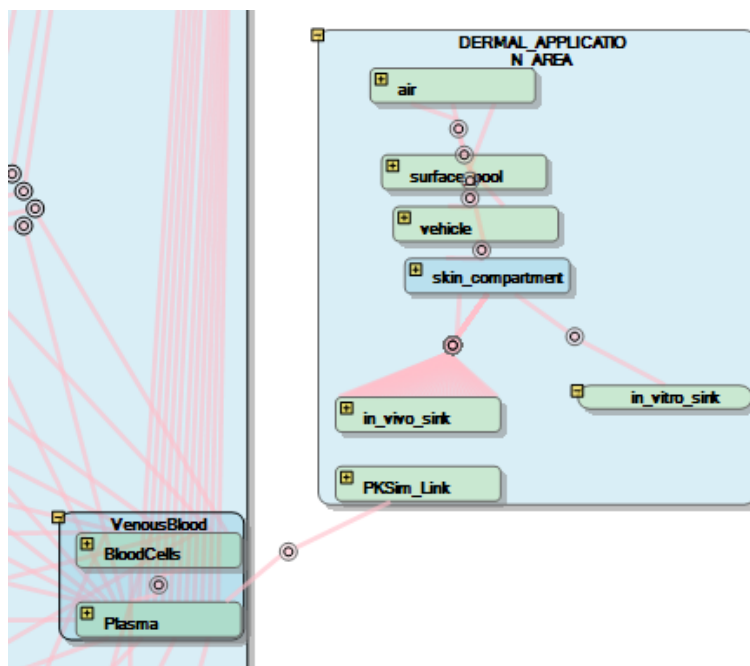 DERMAL_APPLICATIO
N_AREA
air
surface_pool
vehicle
skin_compartment
in_vivo_sink
in_vitro_sink
PKSim_Link
VenousBlood
BloodCells
Plasma